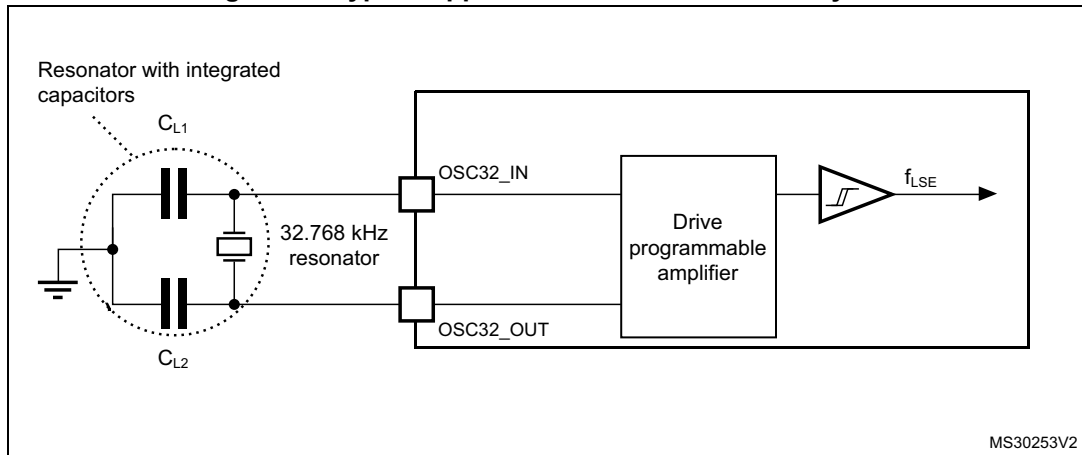 Resonator with integrated
capacitors
CL1
OSC32_IN
fLSE
32.768 kHz
resonator
Drive
programmable
amplifier
OSC32_OUT
CL2
MS30253V2